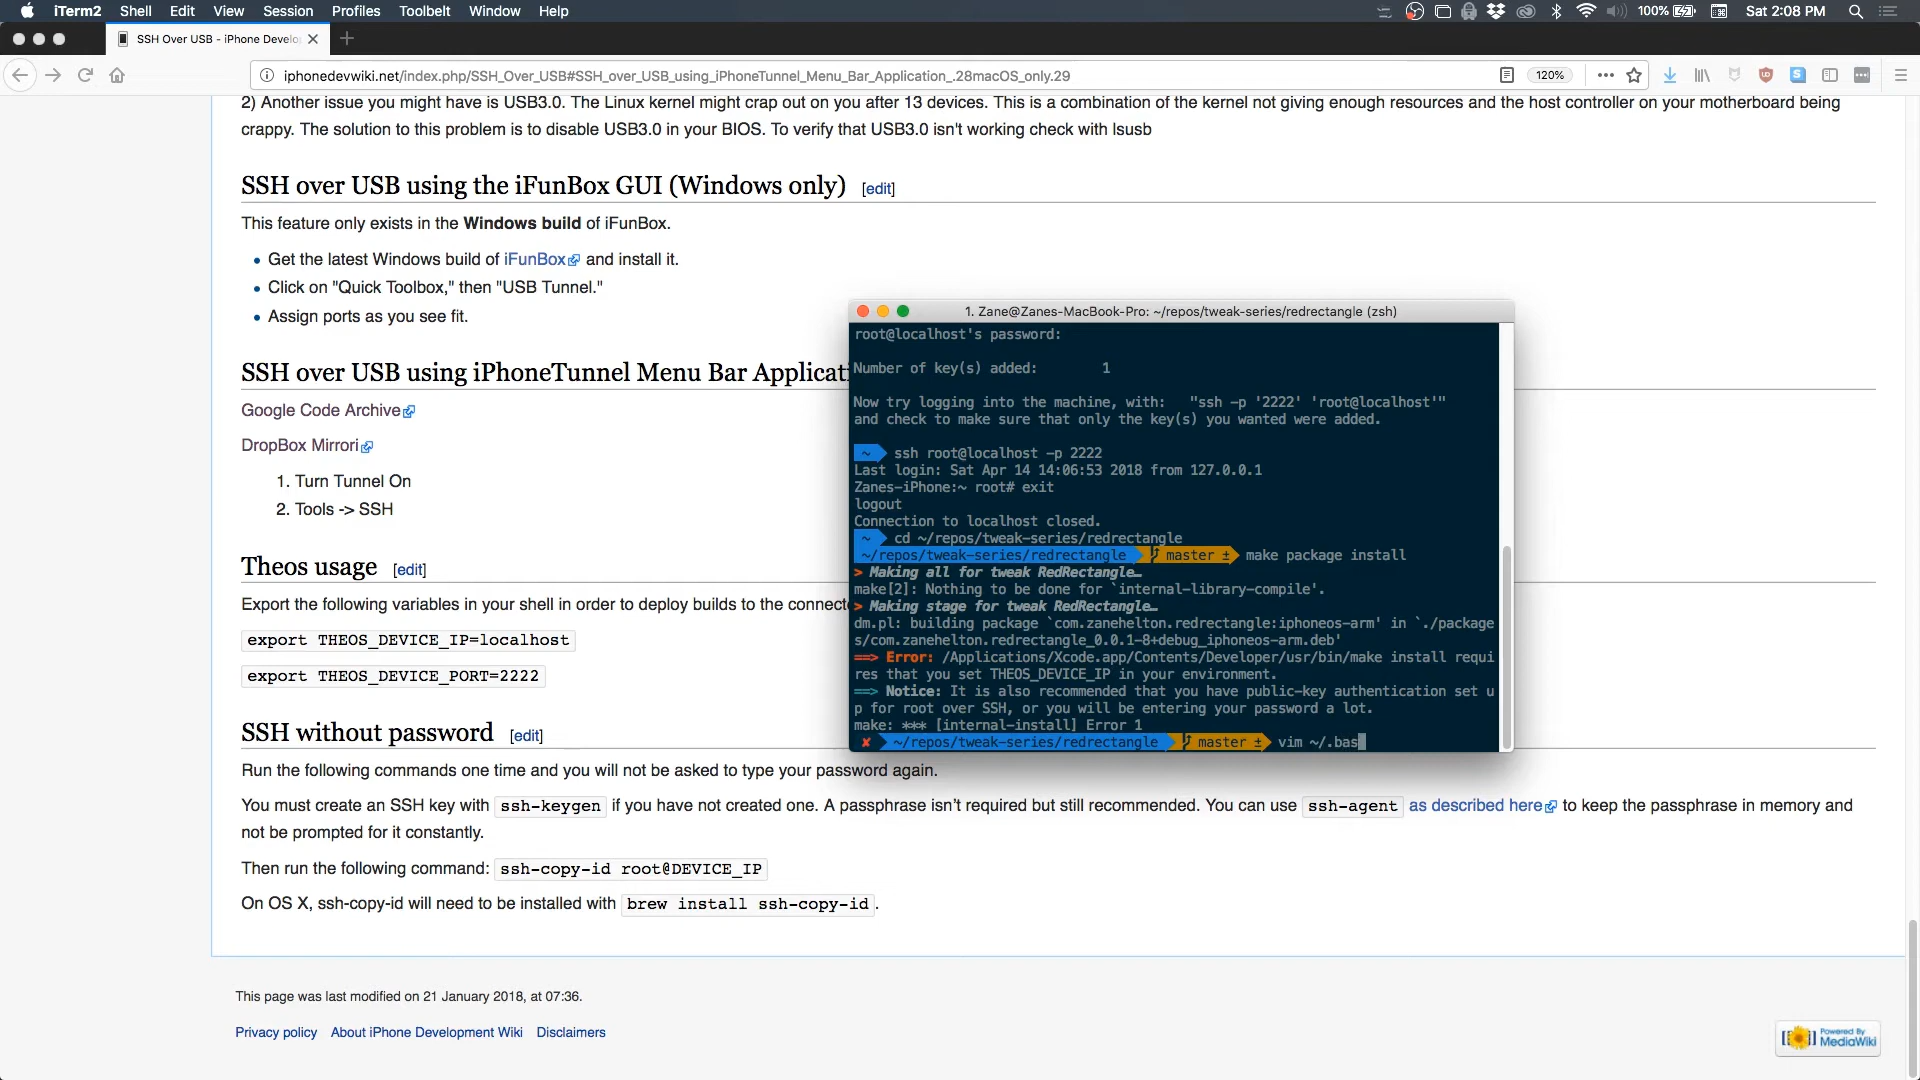 iTerm2 Shell Edit View Session Profiles Toolbelt Window Help 100% Sat 2:08 PM
SSH Over USB - iPhone Develo
iphonedevwiki.net/index.php/SSH_Over_USB#SSH_over_USB_using_iPhoneTunnel_Menu_Bar_Application_.28macOS_only.29 120%
2) Another issue you might have is USB3.0. The Linux kernel might crap out on you after 13 devices. This is a combination of the kernel not giving enough resources and the host controller on your motherboard being
crappy. The solution to this problem is to disable USB3.0 in your BIOS. To verify that USB3.0 isn't working check with lsusb
SSH over USB using the iFunBox GUI (Windows only) [edit]
This feature only exists in the Windows build of iFunBox.
Get the latest Windows build of iFunBox and install it.
Click on "Quick Toolbox," then "USB Tunnel."
Assign ports as you see fit.
SSH over USB using iPhoneTunnel Menu Bar Applicati
Google Code Archive
DropBox Mirrori
1. Turn Tunnel On
2. Tools -> SSH
Theos usage [edit]
Export the following variables in your shell in order to deploy builds to the connecte
export THEOS_DEVICE_IP=localhost
export THEOS_DEVICE_PORT=2222
SSH without password [edit]
Run the following commands one time and you will not be asked to type your password again.
You must create an SSH key with ssh-keygen if you have not created one. A passphrase isn't required but still recommended. You can use ssh-agent as described here to keep the passphrase in memory and
not be prompted for it constantly.
Then run the following command: ssh-copy-id root@DEVICE_IP
On OS X, ssh-copy-id will need to be installed with brew install ssh-copy-id.
This page was last modified on 21 January 2018, at 07:36.
Privacy policy About iPhone Development Wiki Disclaimers
Powered By
MediaWiki
1. Zane@Zanes-MacBook-Pro: ~/repos/tweak-series/redrectangle (zsh)
root@localhost's password:
Number of key(s) added: 1
Now try logging into the machine, with: "ssh -p '2222' 'root@localhost'"
and check to make sure that only the key(s) you wanted were added.
~ ssh root@localhost -p 2222
Last login: Sat Apr 14 14:06:53 2018 from 127.0.0.1
Zanes-iPhone:~ root# exit
logout
Connection to localhost closed.
~ cd ~/repos/tweak-series/redrectangle
~/repos/tweak-series/redrectangle master ± make package install
> Making all for tweak RedRectangle…
make[2]: Nothing to be done for `internal-library-compile'.
> Making stage for tweak RedRectangle…
dm.pl: building package `com.zanehelton.redrectangle:iphoneos-arm' in `./package
s/com.zanehelton.redrectangle_0.0.1-8+debug_iphoneos-arm.deb'
==> Error: /Applications/Xcode.app/Contents/Developer/usr/bin/make install requi
res that you set THEOS_DEVICE_IP in your environment.
==> Notice: It is also recommended that you have public-key authentication set u
p for root over SSH, or you will be entering your password a lot.
make: *** [internal-install] Error 1
✘ ~/repos/tweak-series/redrectangle master ± vim ~/.bas